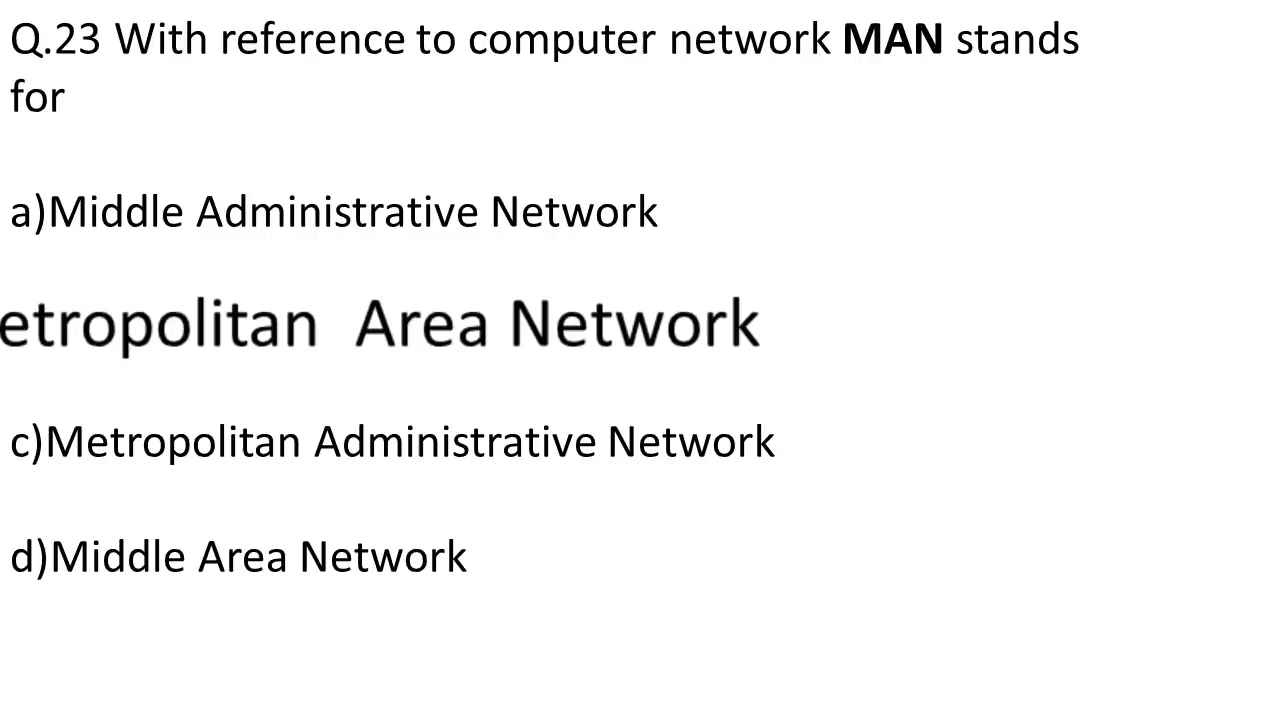 Q.23 With reference to computer network MAN stands
for
a)Middle Administrative Network
etropolitan Area Network
c)Metropolitan Administrative Network
d)Middle Area Network